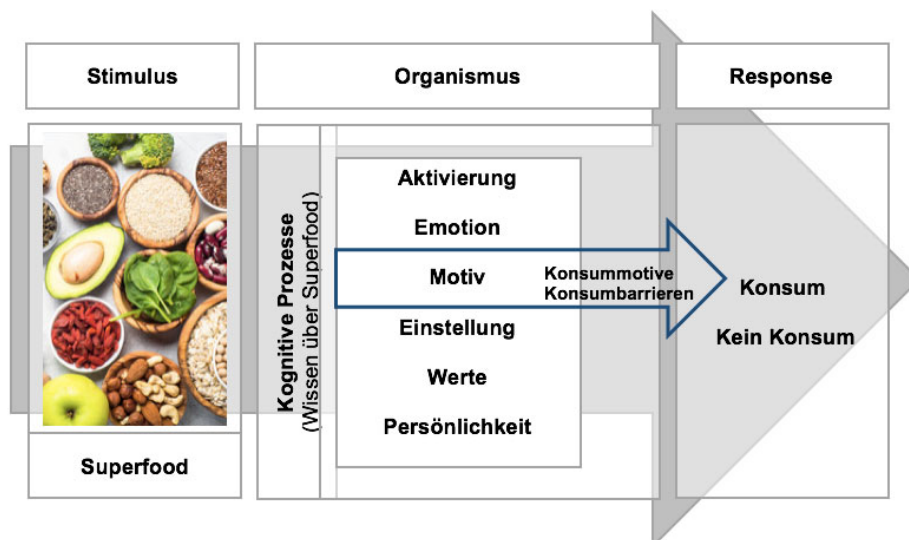 Stimulus
Organismus
Response
Superfood
Kognitive Prozesse
(Wissen über Superfood)
Aktivierung
Emotion
Motiv
Einstellung
Werte
Persönlichkeit
Konsummotive
Konsumbarrieren
Konsum
Kein Konsum